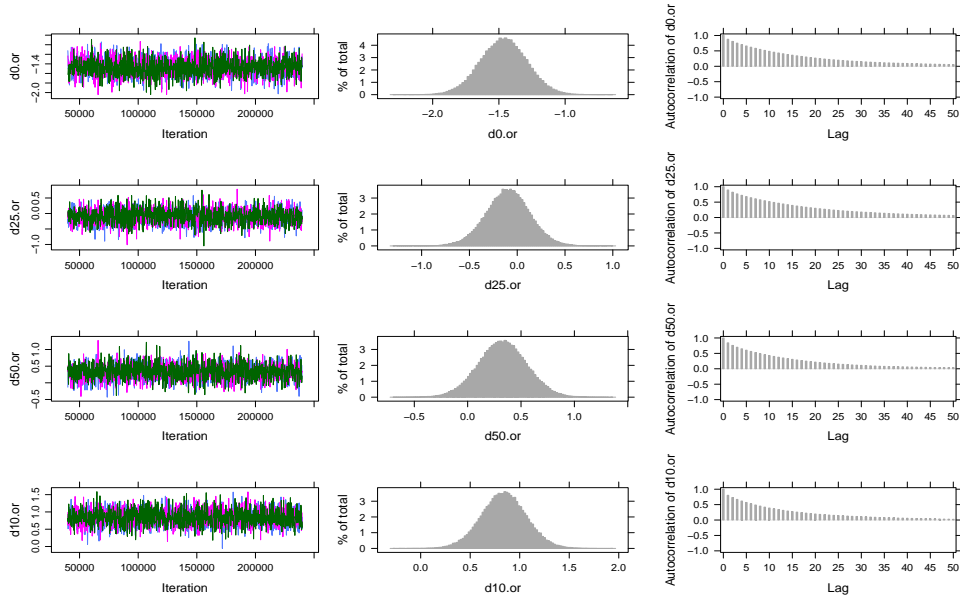 d0.or
−2.0 −1.4
50000 100000 150000 200000
Iteration
% of total
0 1 2 3 4
−2.0 −1.5 −1.0
d0.or
Autocorrelation of d0.or
−1.0 −0.5 0.0 0.5 1.0
0 5 10 15 20 25 30 35 40 45 50
Lag
d25.or
−1.0 0.0 0.5
50000 100000 150000 200000
Iteration
% of total
0 1 2 3
−1.0 −0.5 0.0 0.5 1.0
d25.or
Autocorrelation of d25.or
−1.0 −0.5 0.0 0.5 1.0
0 5 10 15 20 25 30 35 40 45 50
Lag
d50.or
−0.5 0.5 1.0
50000 100000 150000 200000
Iteration
% of total
0 1 2 3
−0.5 0.0 0.5 1.0
d50.or
Autocorrelation of d50.or
−1.0 −0.5 0.0 0.5 1.0
0 5 10 15 20 25 30 35 40 45 50
Lag
d10.or
0.0 0.5 1.0 1.5
50000 100000 150000 200000
Iteration
% of total
0 1 2 3
0.0 0.5 1.0 1.5 2.0
d10.or
Autocorrelation of d10.or
−1.0 −0.5 0.0 0.5 1.0
0 5 10 15 20 25 30 35 40 45 50
Lag